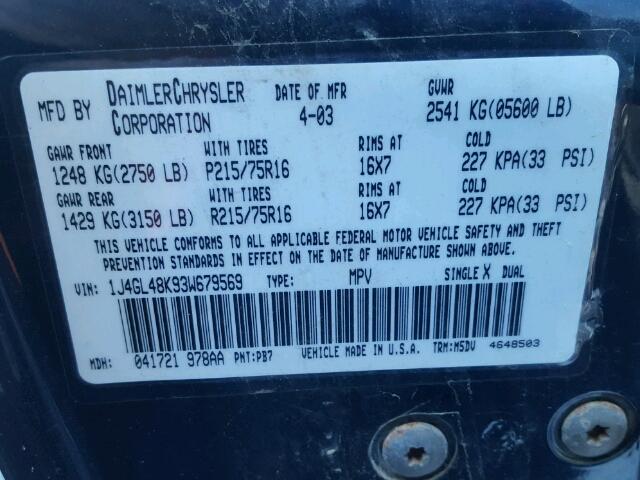 MFD BY DAIMLERCHRYSLER CORPORATION DATE OF MFR 4-03 GVWR 2541 KG(05600 LB)
GAWR FRONT WITH TIRES RIMS AT COLD
1248 KG(2750 LB) P215/75R16 16X7 227 KPA(33 PSI)
GAWR REAR WITH TIRES RIMS AT COLD
1429 KG(3150 LB) R215/75R16 16X7 227 KPA(33 PSI)
THIS VEHICLE CONFORMS TO ALL APPLICABLE FEDERAL MOTOR VEHICLE SAFETY AND THEFT
PREVENTION STANDARDS IN EFFECT ON THE DATE OF MANUFACTURE SHOWN ABOVE.
VIN: 1J4GL48K93W679569 TYPE: MPV SINGLE X DUAL
MDH: 041721 978AA PNT:PB7 VEHICLE MADE IN U.S.A. TRM:M5DV 4648503